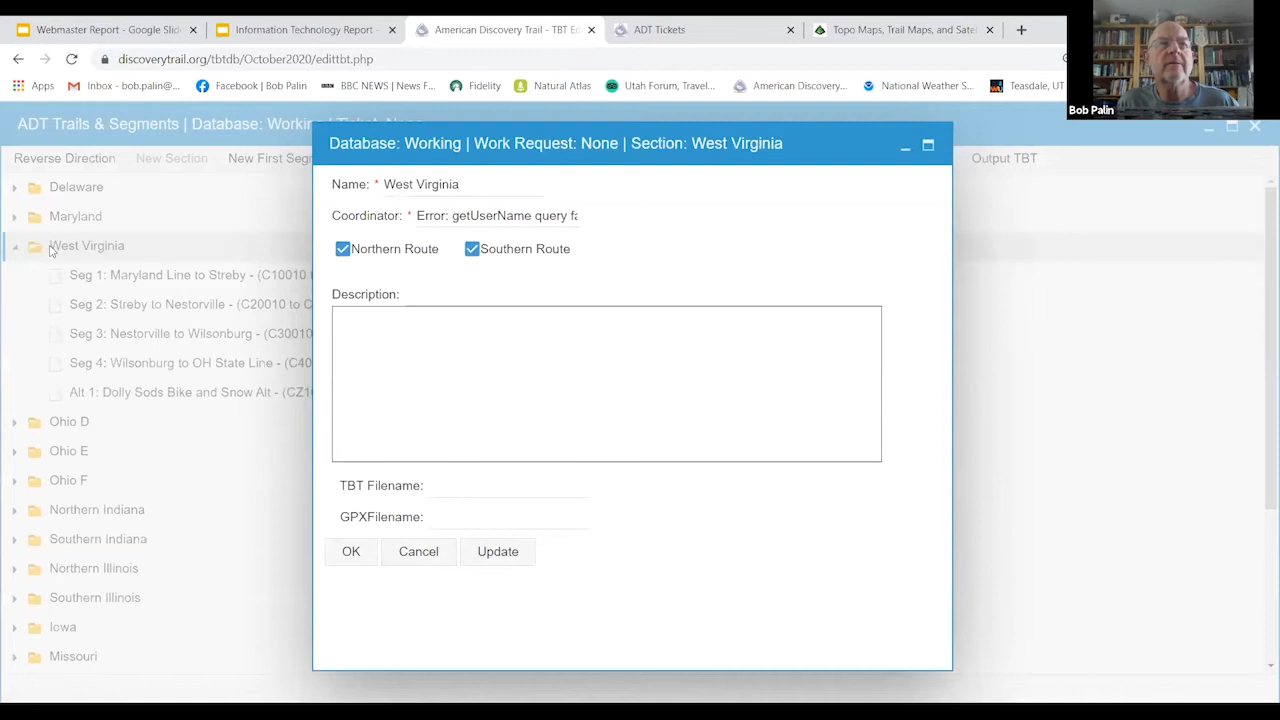 Webmaster Report - Google Slid
Information Technology Report -
American Discovery Trail - TBT Ed
ADT Tickets
Topo Maps, Trail Maps, and Satel
discoverytrail.org/tbtdb/October2020/edittbt.php
Apps
Inbox - bob.palin@...
Facebook | Bob Palin
BBC NEWS | News F...
Fidelity
Natural Atlas
Utah Forum, Travel...
American Discovery...
National Weather S...
Teasdale, UT
Bob Palin
ADT Trails & Segments | Database: Working
Database: Working | Work Request: None | Section: West Virginia
Reverse Direction
New Section
New First Seg
Output TBT
Delaware
Maryland
West Virginia
Seg 1: Maryland Line to Streby - (C10010
Seg 2: Streby to Nestorville - (C20010 to C
Seg 3: Nestorville to Wilsonburg - (C30010
Seg 4: Wilsonburg to OH State Line - (C40
Alt 1: Dolly Sods Bike and Snow Alt - (CZ1
Ohio D
Ohio E
Ohio F
Northern Indiana
Southern Indiana
Northern Illinois
Southern Illinois
Iowa
Missouri
Name: * West Virginia
Coordinator: * Error: getUserName query fa
Northern Route
Southern Route
Description:
TBT Filename:
GPXFilename:
OK
Cancel
Update